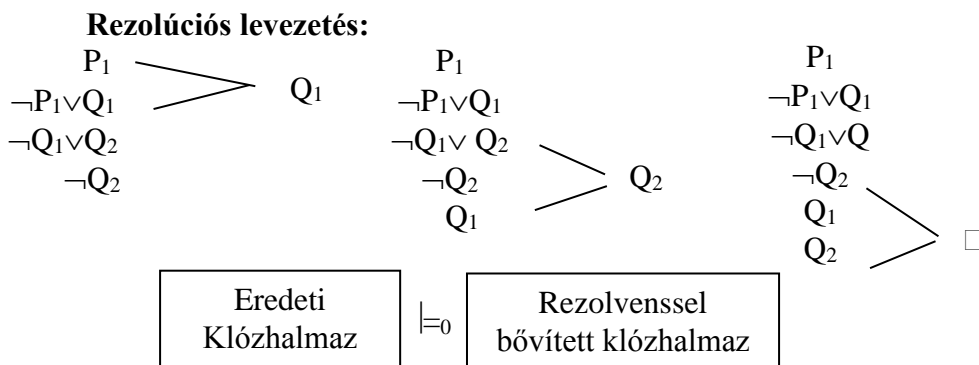 Rezolúciós levezetés:
P₁
¬P₁∨Q₁
¬Q₁∨Q₂
¬Q₂
Q₁
P₁
¬P₁∨Q₁
¬Q₁∨ Q₂
¬Q₂
Q₁
Q₂
P₁
¬P₁∨Q₁
¬Q₁∨Q
¬Q₂
Q₁
Q₂
□
Eredeti
Klózhalmaz
|=₀
Rezolvenssel
bővített klózhalmaz